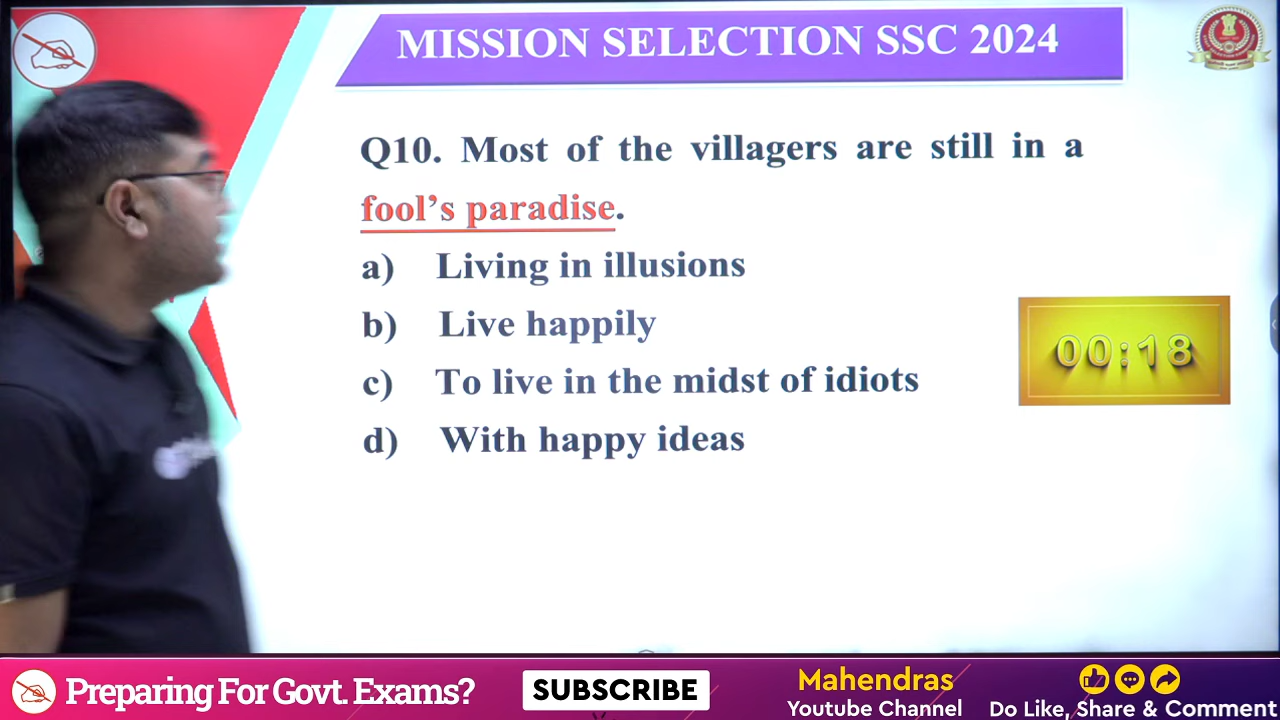 MISSION SELECTION SSC 2024
Q10. Most of the villagers are still in a
fool's paradise.
a) Living in illusions
b) Live happily
c) To live in the midst of idiots
d) With happy ideas
00:18
Preparing For Govt. Exams?
SUBSCRIBE
Mahendras
Youtube Channel
Do Like, Share & Comment